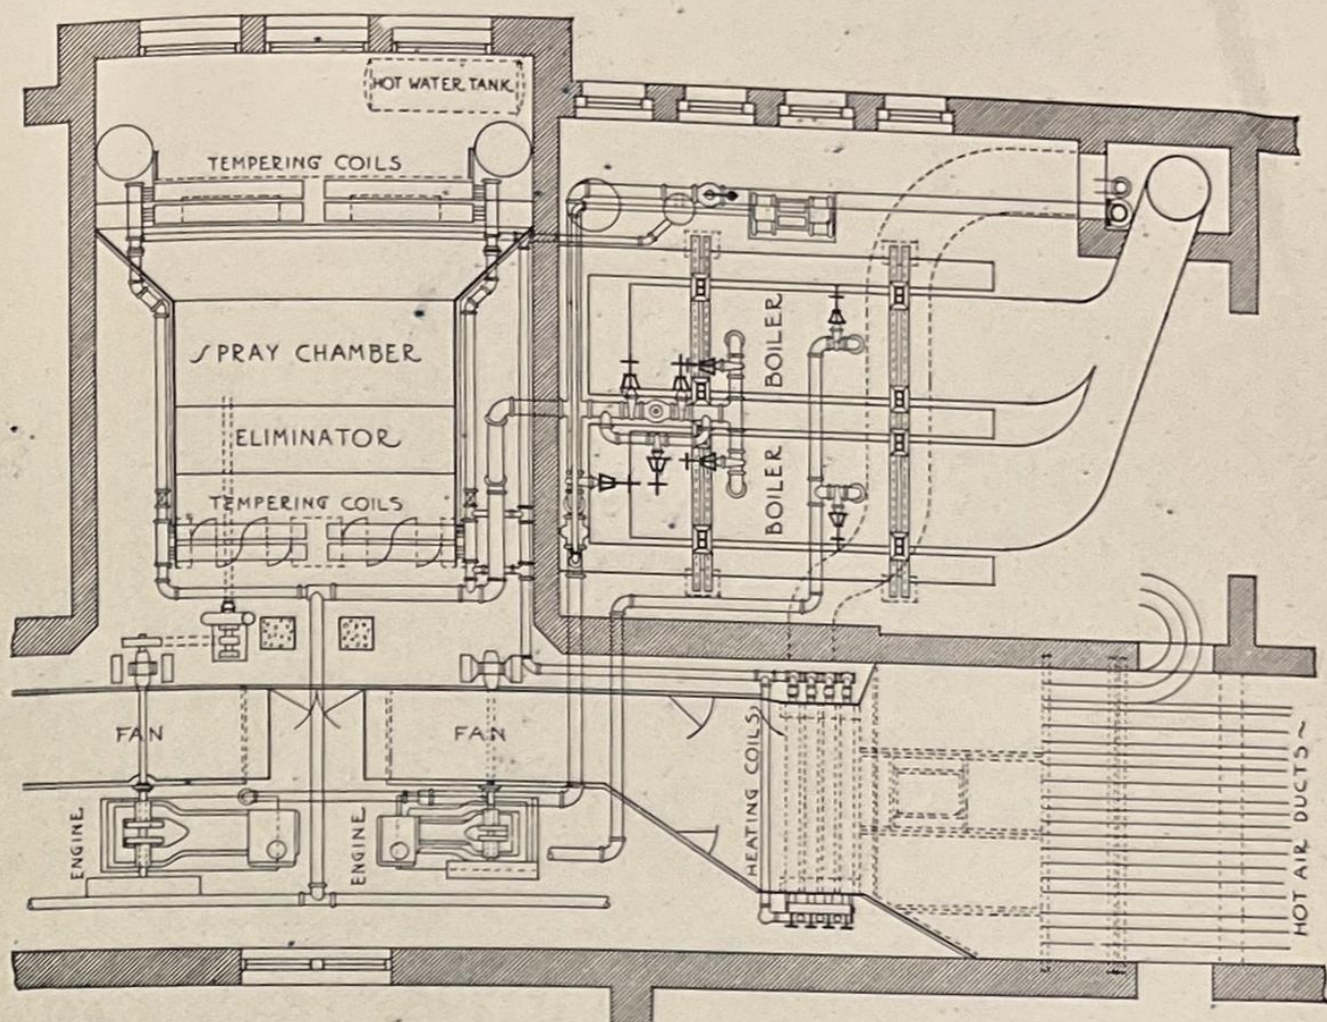 HOT WATER TANK
TEMPERING COILS
SPRAY CHAMBER
ELIMINATOR
TEMPERING COILS
BOILER
BOILER
FAN
FAN
ENGINE
ENGINE
HEATING COILS
HOT AIR DUCTS ~